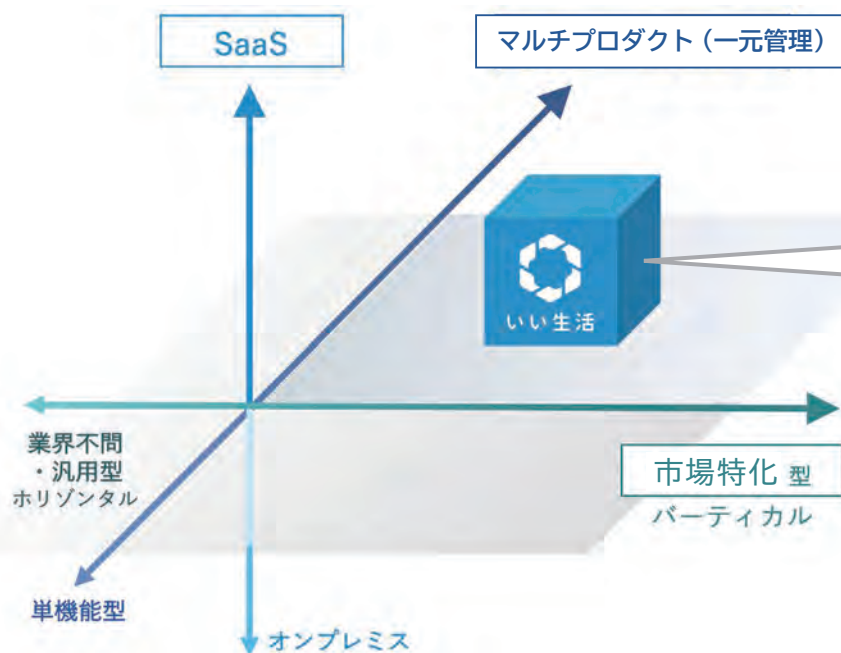 SaaS
マルチプロダクト（一元管理）
いい生活
業界不問
・汎用型
ホリゾンタル
市場特化 型
バーティカル
単機能型
オンプレミス